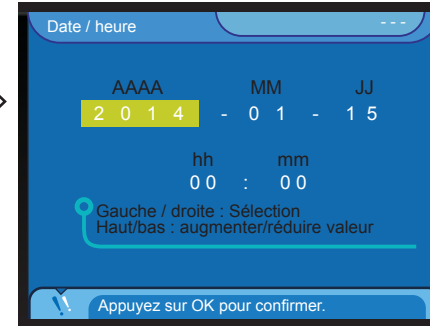 Date / heure
- - -
AAAA MM JJ
2 0 1 4 - 0 1 - 1 5
hh mm
0 0 : 0 0
Gauche / droite : Sélection
Haut/bas : augmenter/réduire valeur
Appuyez sur OK pour confirmer.